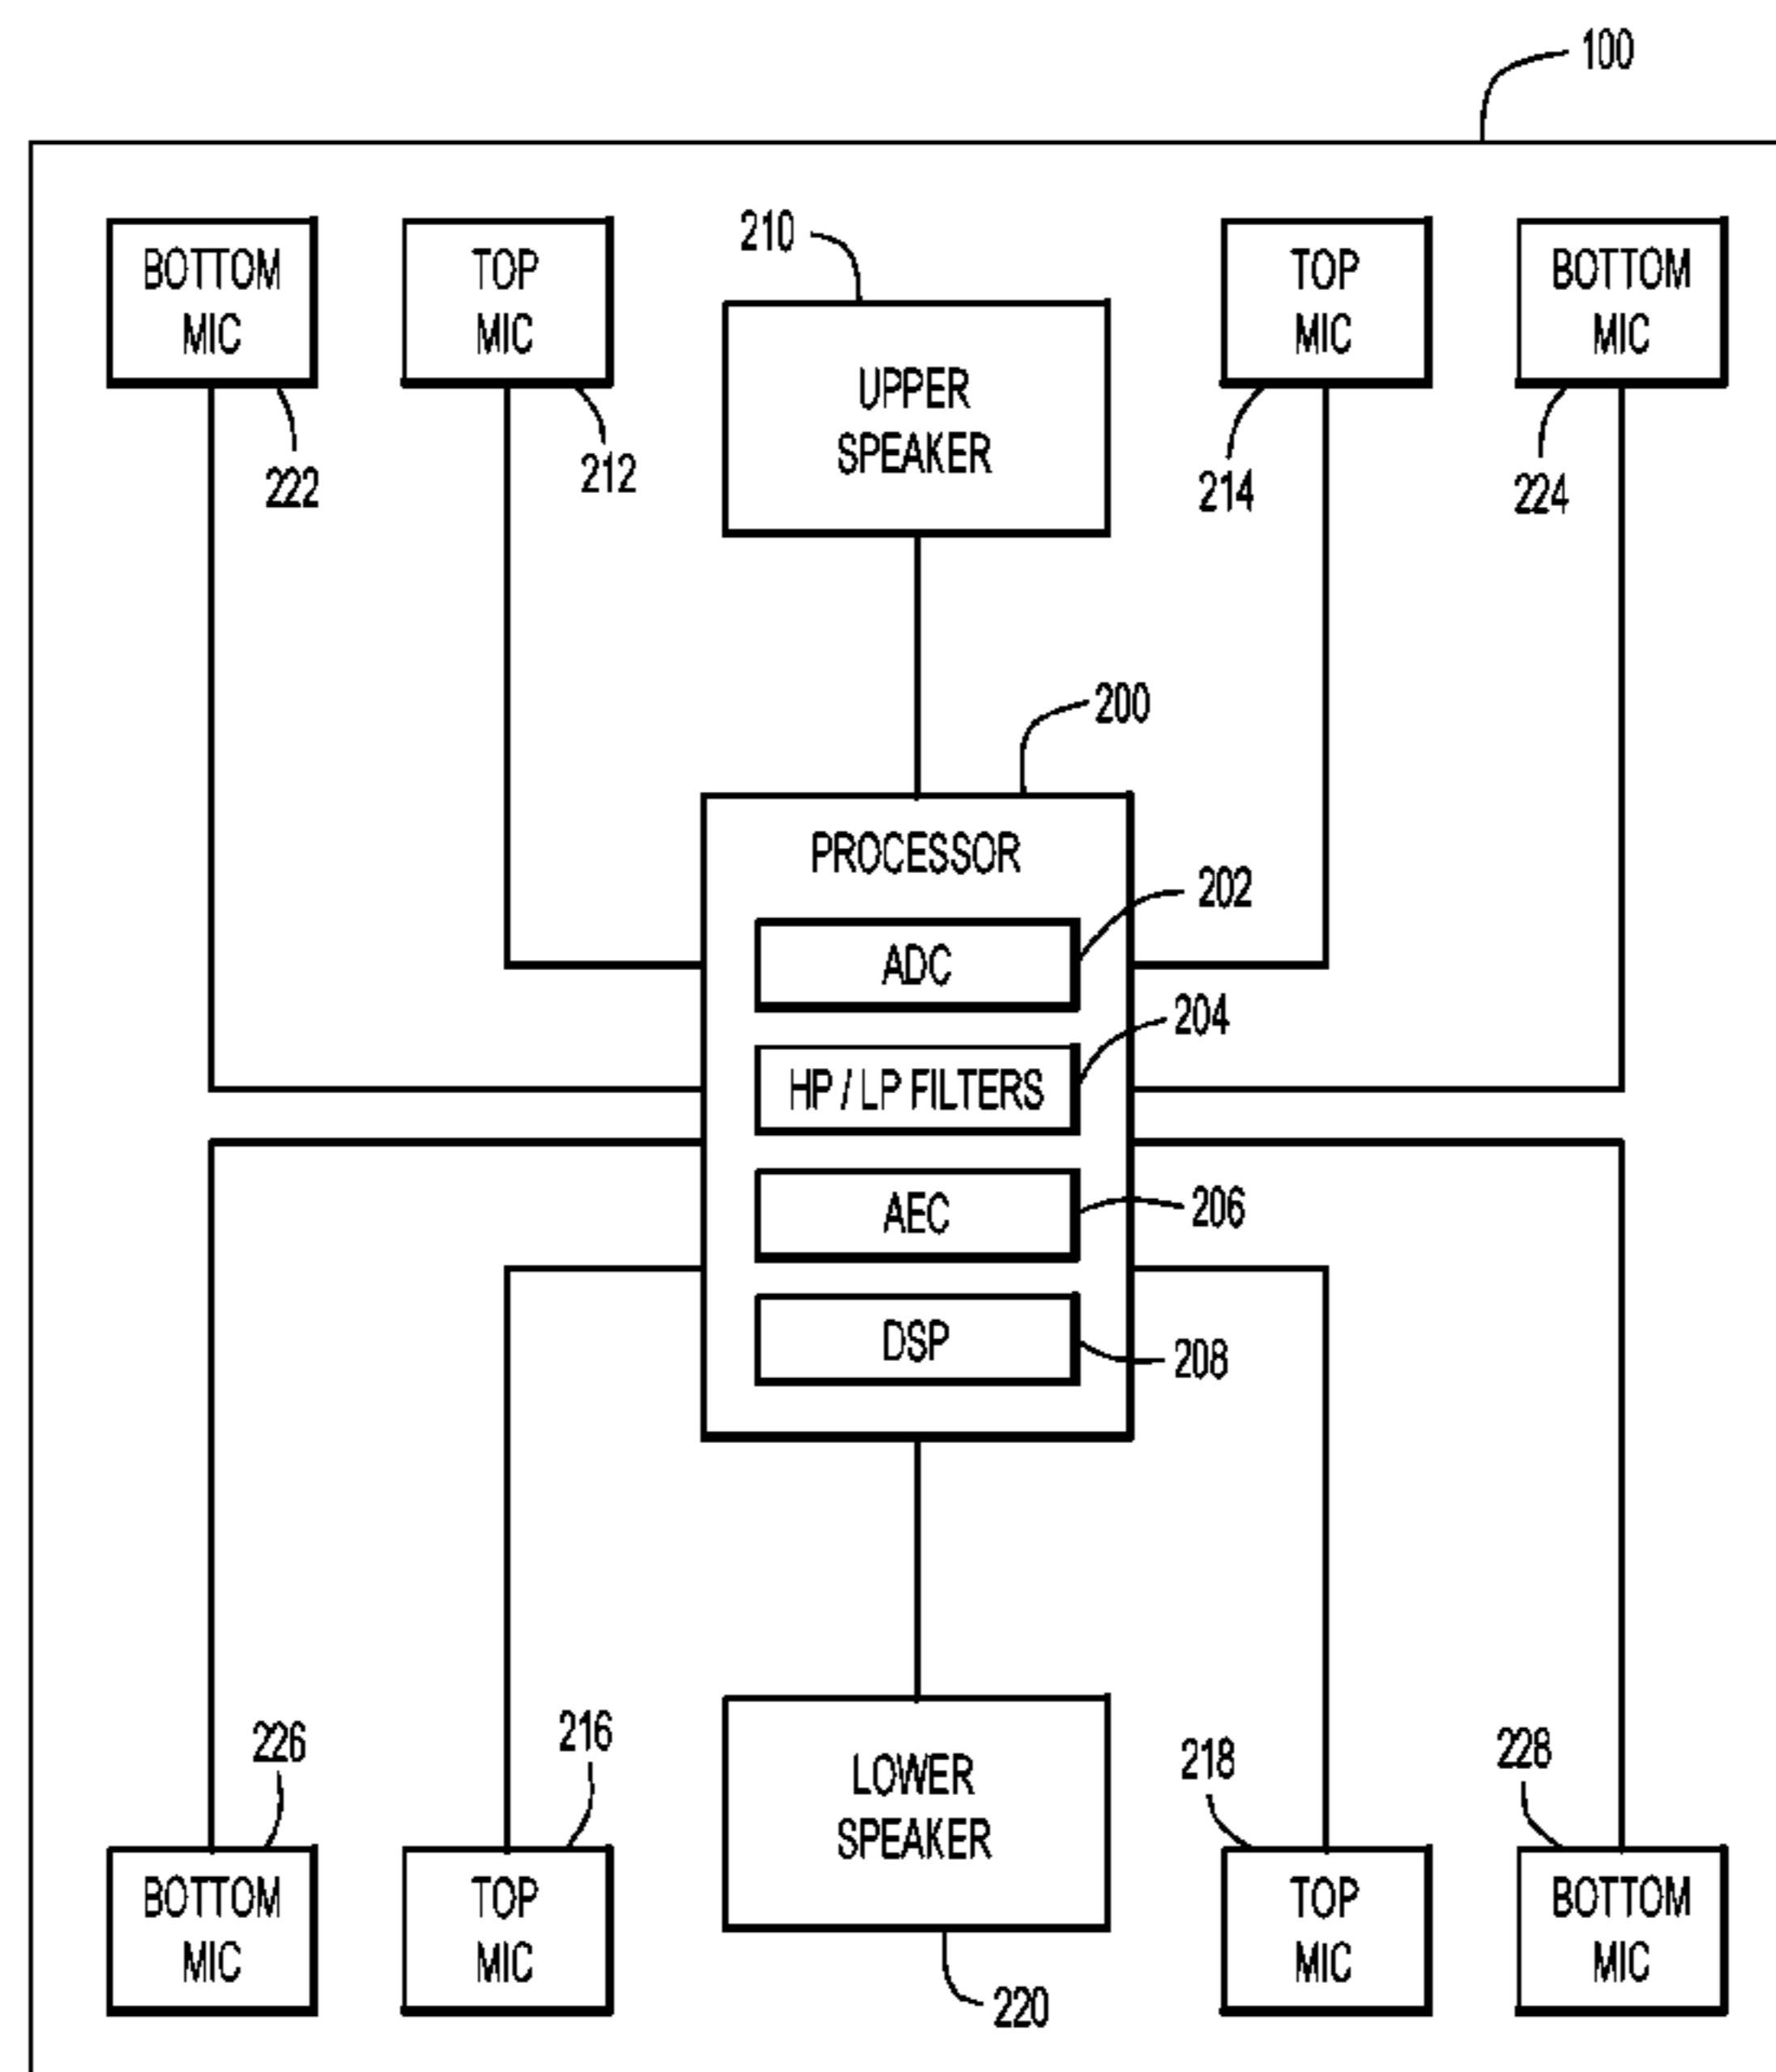 100
BOTTOM
MIC
222
TOP
MIC
212
210
UPPER
SPEAKER
TOP
MIC
214
BOTTOM
MIC
224
200
PROCESSOR
ADC
202
HP / LP FILTERS
204
AEC
206
DSP
208
226
BOTTOM
MIC
216
TOP
MIC
LOWER
SPEAKER
220
218
TOP
MIC
228
BOTTOM
MIC